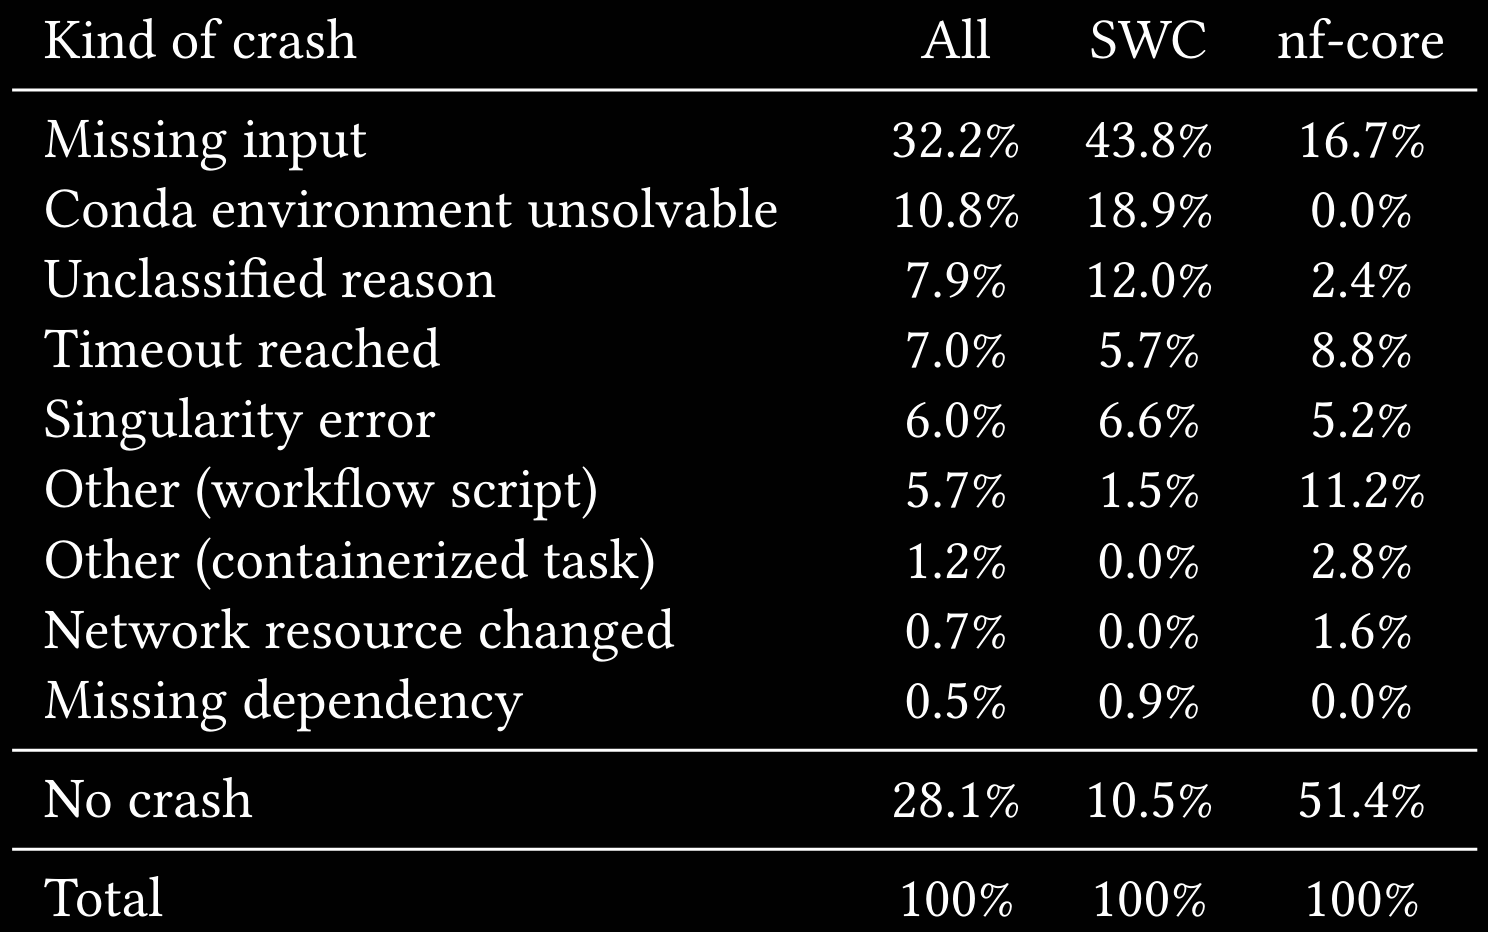 Kind of crash All SWC nf-core
Missing input 32.2% 43.8% 16.7%
Conda environment unsolvable 10.8% 18.9% 0.0%
Unclassified reason 7.9% 12.0% 2.4%
Timeout reached 7.0% 5.7% 8.8%
Singularity error 6.0% 6.6% 5.2%
Other (workflow script) 5.7% 1.5% 11.2%
Other (containerized task) 1.2% 0.0% 2.8%
Network resource changed 0.7% 0.0% 1.6%
Missing dependency 0.5% 0.9% 0.0%
No crash 28.1% 10.5% 51.4%
Total 100% 100% 100%